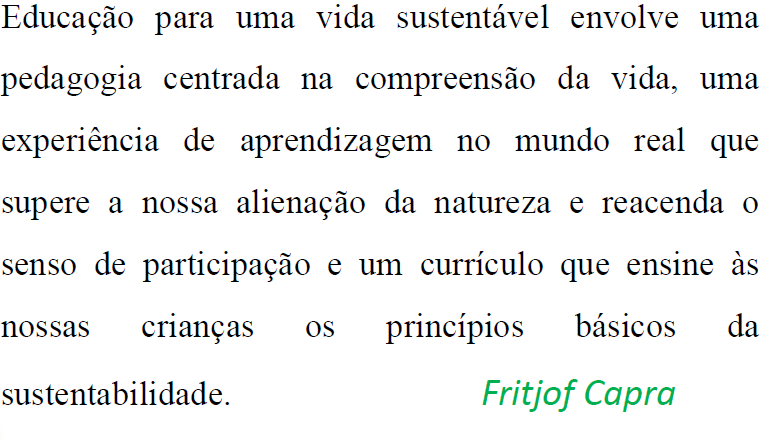 Educação para uma vida sustentável envolve uma
pedagogia centrada na compreensão da vida, uma
experiência de aprendizagem no mundo real que
supere a nossa alienação da natureza e reacenda o
senso de participação e um currículo que ensine às
nossas crianças os princípios básicos da
sustentabilidade. Fritjof Capra